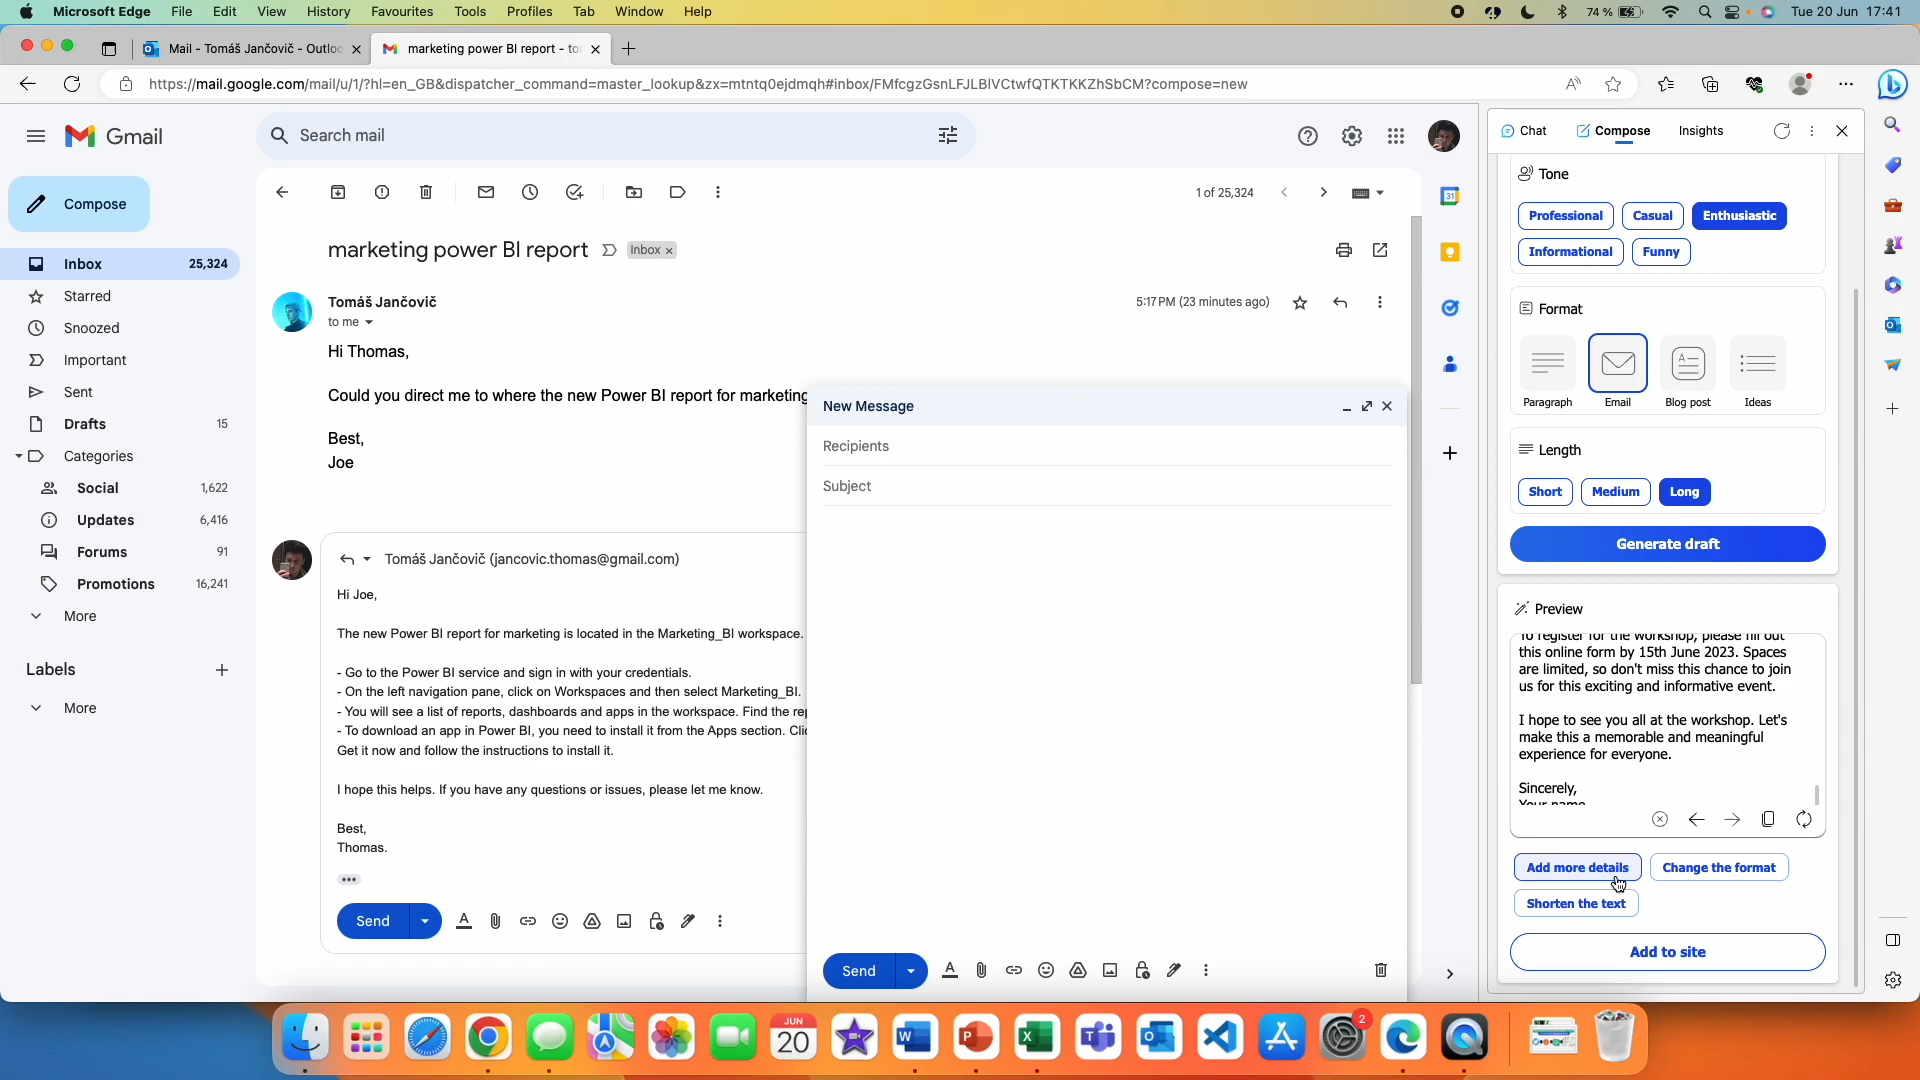 Microsoft Edge File Edit View History Favourites Tools Profiles Tab Window Help
74 % Tue 20 Jun 17:41
Mail - Tomáš Jančovič - Outloo
marketing power BI report - to
https://mail.google.com/mail/u/1/?hl=en_GB&dispatcher_command=master_lookup&zx=mtntq0ejdmqh#inbox/FMfcgzGsnLFJLBlVCtwfQTKTKKZhSbCM?compose=new
Gmail
Search mail
Compose
Inbox 25,324
Starred
Snoozed
Important
Sent
Drafts 15
Categories
Social 1,622
Updates 6,416
Forums 91
Promotions 16,241
More
Labels
More
1 of 25,324
marketing power BI report
Inbox ×
Tomáš Jančovič
5:17 PM (23 minutes ago)
to me
Hi Thomas,
Could you direct me to where the new Power BI report for marketing
Best,
Joe
Tomáš Jančovič (jancovic.thomas@gmail.com)
Hi Joe,
The new Power BI report for marketing is located in the Marketing_BI workspace.
- Go to the Power BI service and sign in with your credentials.
- On the left navigation pane, click on Workspaces and then select Marketing_BI.
- You will see a list of reports, dashboards and apps in the workspace. Find the rep
- To download an app in Power BI, you need to install it from the Apps section. Clic
Get it now and follow the instructions to install it.
I hope this helps. If you have any questions or issues, please let me know.
Best,
Thomas.
Send
New Message
Recipients
Subject
Send
31
Chat Compose Insights
Tone
Professional Casual Enthusiastic
Informational Funny
Format
Paragraph Email Blog post Ideas
Length
Short Medium Long
Generate draft
Preview
To register for the workshop, please fill out
this online form by 15th June 2023. Spaces
are limited, so don't miss this chance to join
us for this exciting and informative event.
I hope to see you all at the workshop. Let's
make this a memorable and meaningful
experience for everyone.
Sincerely,
Your name
Add more details Change the format
Shorten the text
Add to site
JUN
20
2